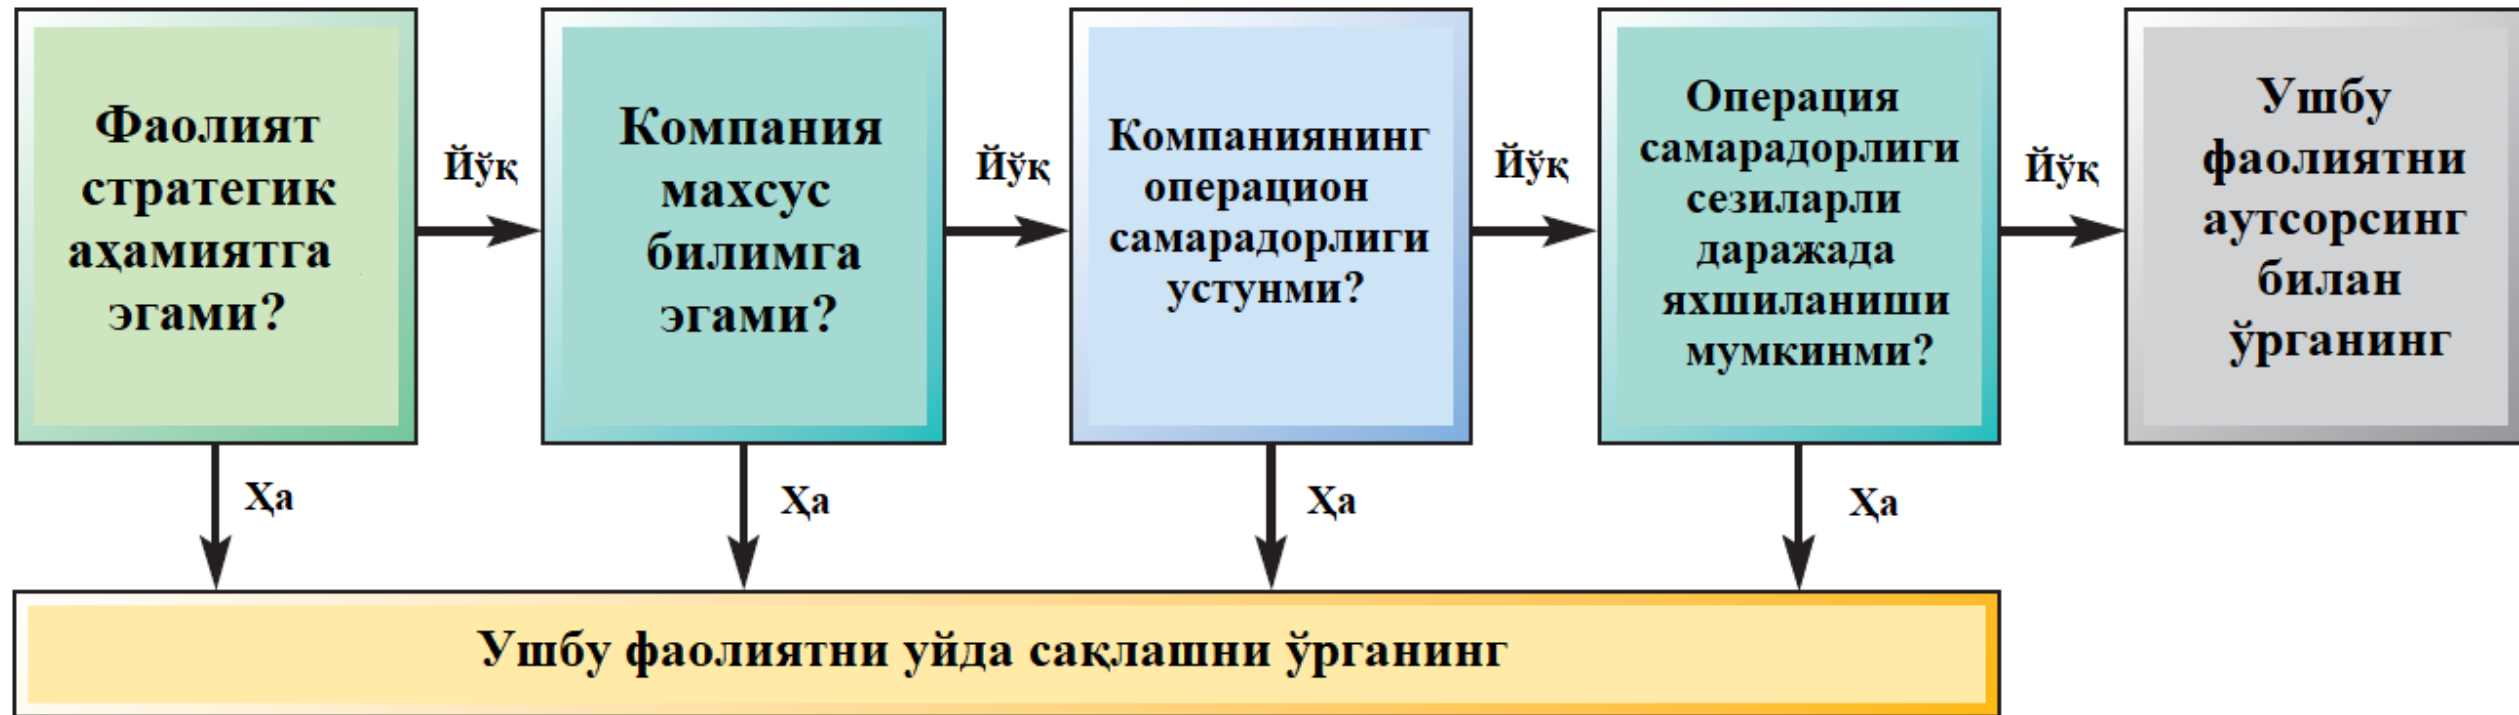 Фаолият
стратегик
аҳамиятга
эгами?
Йўқ
Компания
махсус
билимга
эгами?
Йўқ
Компаниянинг
операцион
самарадорлиги
устунми?
Йўқ
Операция
самарадорлиги
сезиларли
даражада
яхшиланиши
мумкинми?
Йўқ
Ушбу
фаолиятни
аутсорсинг
билан
ўрганинг
Ҳа
Ҳа
Ҳа
Ҳа
Ушбу фаолиятни уйда сақлашни ўрганинг